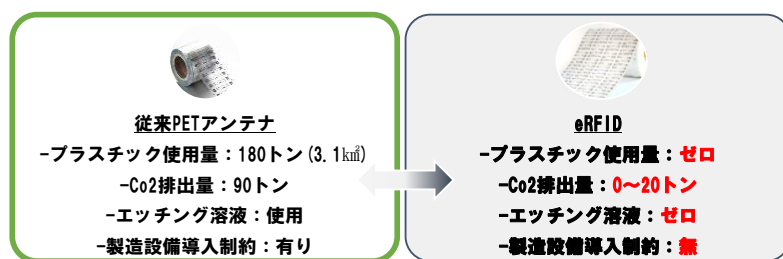 従来PETアンテナ
-プラスチック使用量：180トン(3.1k㎡)
-Co2排出量：90トン
-エッチング溶液：使用
-製造設備導入制約：有り
eRFID
-プラスチック使用量：ゼロ
-Co2排出量：0～20トン
-エッチング溶液：ゼロ
-製造設備導入制約：無